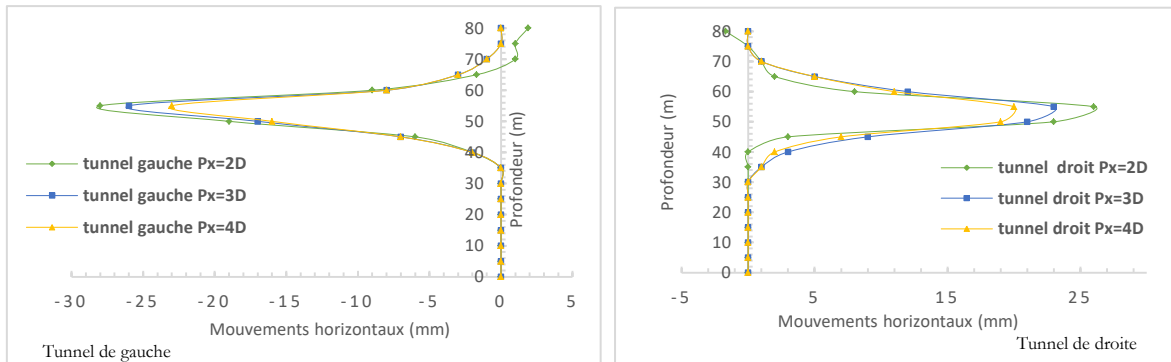 80
70
60
50
40
30
20
10
0
Profondeur (m)
tunnel gauche Px=2D
tunnel gauche Px=3D
tunnel gauche Px=4D
-30 -25 -20 -15 -10 -5 0 5
Mouvements horizontaux (mm)
Tunnel de gauche
80
70
60
50
40
30
20
10
0
Profondeur (m)
tunnel droit Px=2D
tunnel droit Px=3D
tunnel droit Px=4D
-5 5 15 25
Mouvements horizontaux (mm)
Tunnel de droite